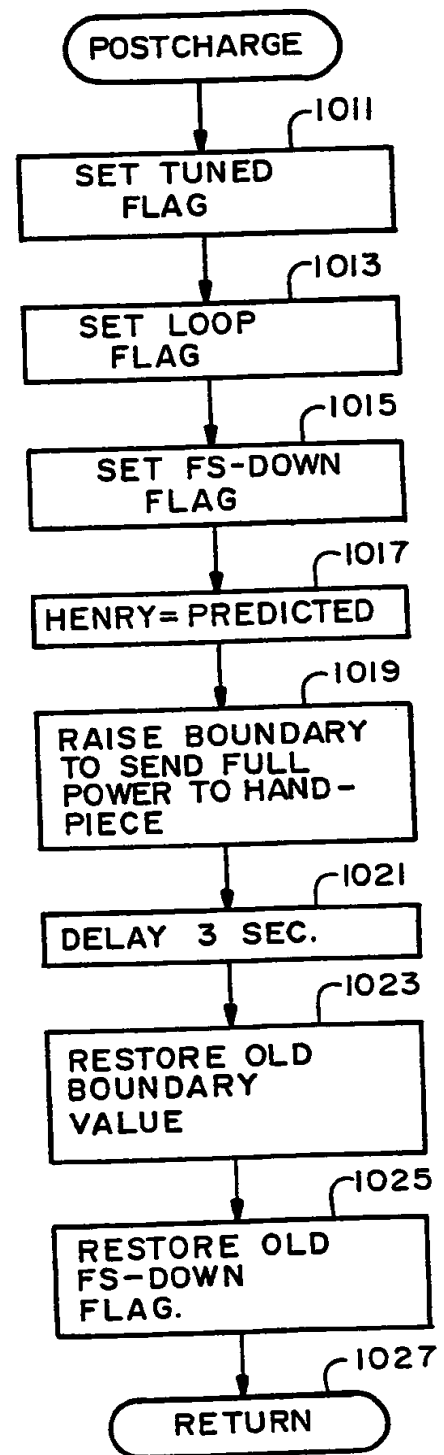 POSTCHARGE
1011
SET TUNED
FLAG
1013
SET LOOP
FLAG
1015
SET FS-DOWN
FLAG
1017
HENRY=PREDICTED
1019
RAISE BOUNDARY
TO SEND FULL
POWER TO HAND-
PIECE
1021
DELAY 3 SEC.
1023
RESTORE OLD
BOUNDARY
VALUE
1025
RESTORE OLD
FS-DOWN
FLAG.
1027
RETURN